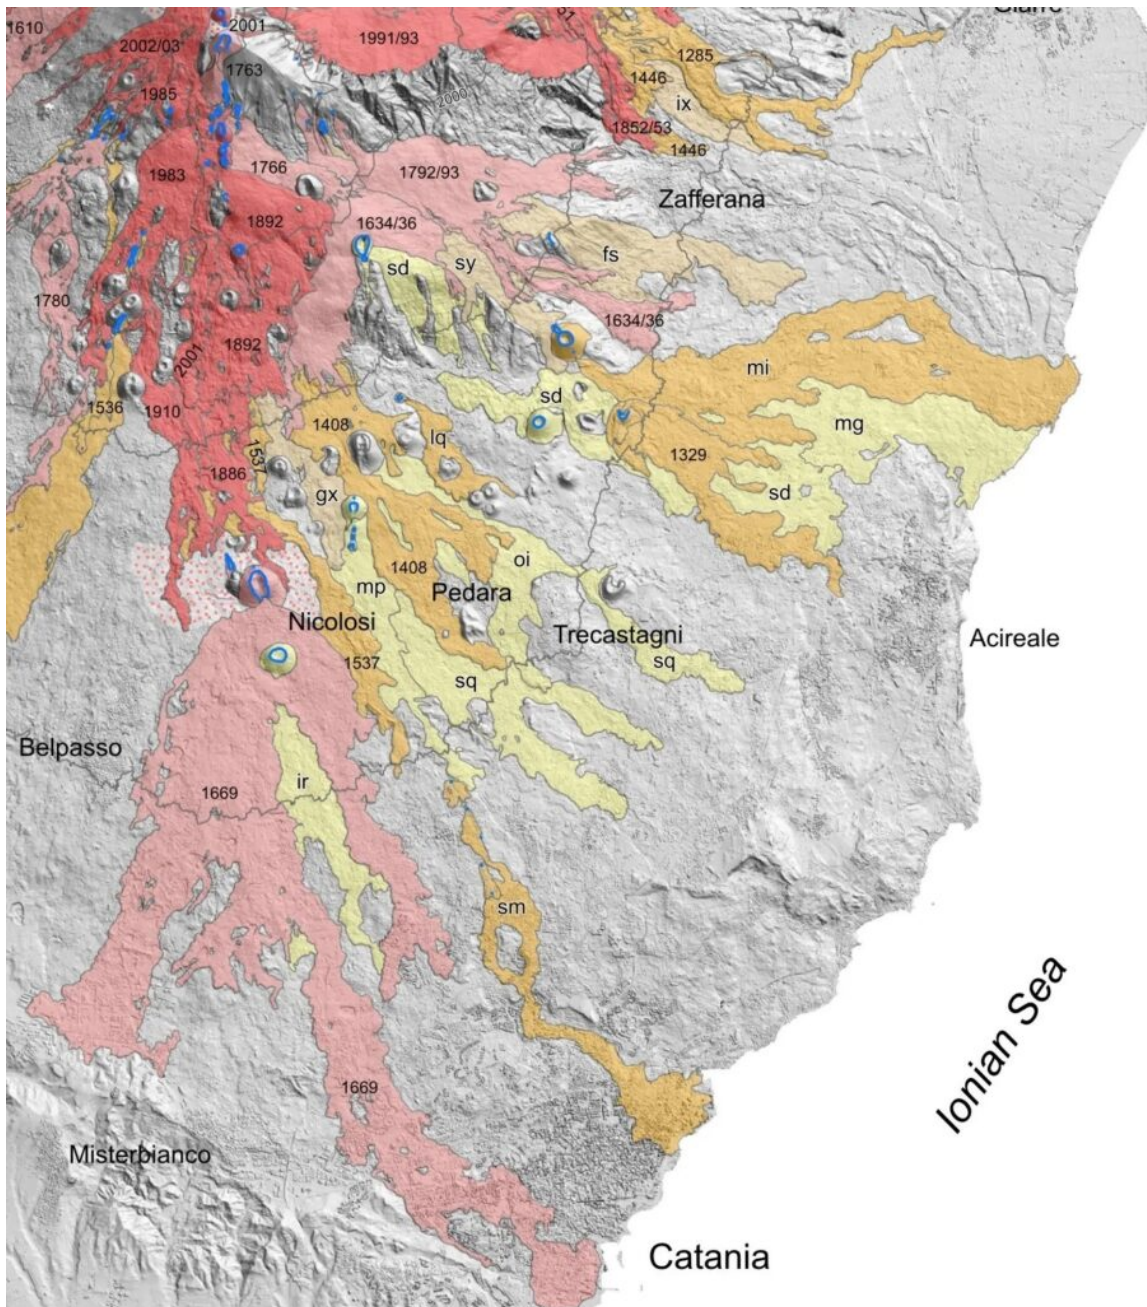 1610
2001
2002/03
1991/93
51
Giarre
1763
1285
1985
2000
1446
ix
1852/53
1446
1983
1766
1792/93
Zafferana
1892
1634/36
sd
sy
fs
1780
1634/36
2001
1892
mi
1536
1910
1408
lq
sd
mg
1537
1329
1886
gx
sd
oi
1408
Pedara
mp
Nicolosi
Trecastagni
Acireale
1537
sq
sq
Belpasso
ir
1669
sm
Ionian Sea
1669
Misterbianco
Catania